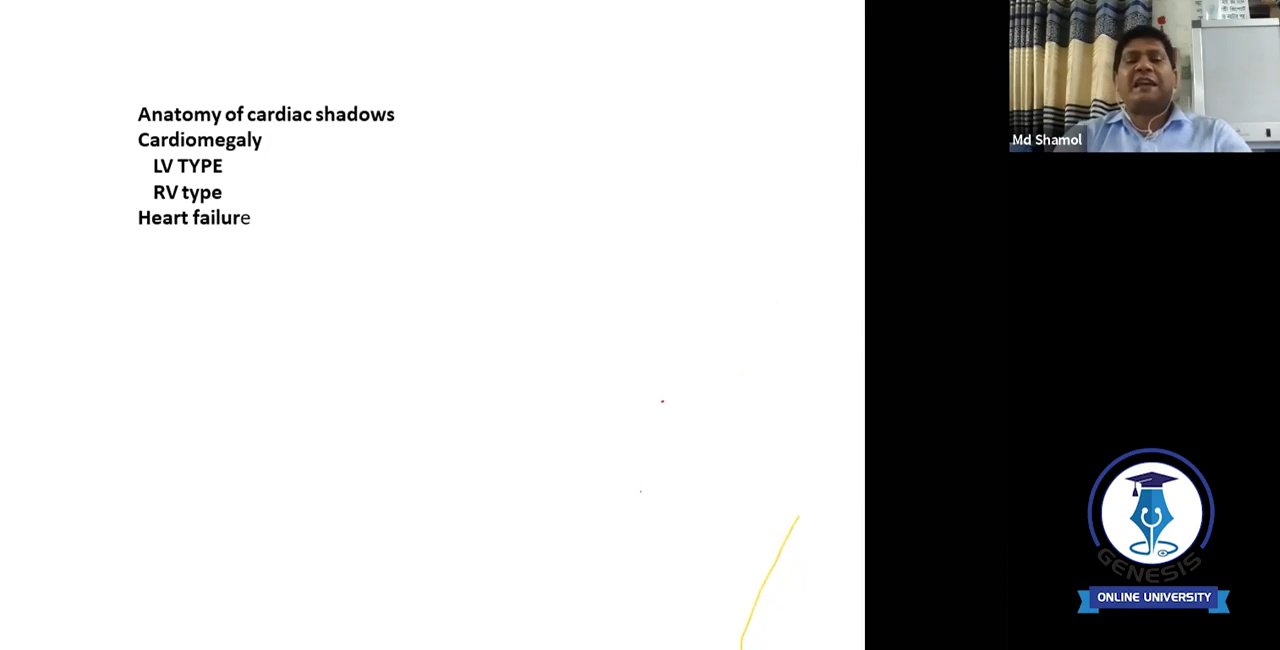 Anatomy of cardiac shadows
Cardiomegaly
LV TYPE
RV type
Heart failure
Md Shamol
GENESIS
ONLINE UNIVERSITY